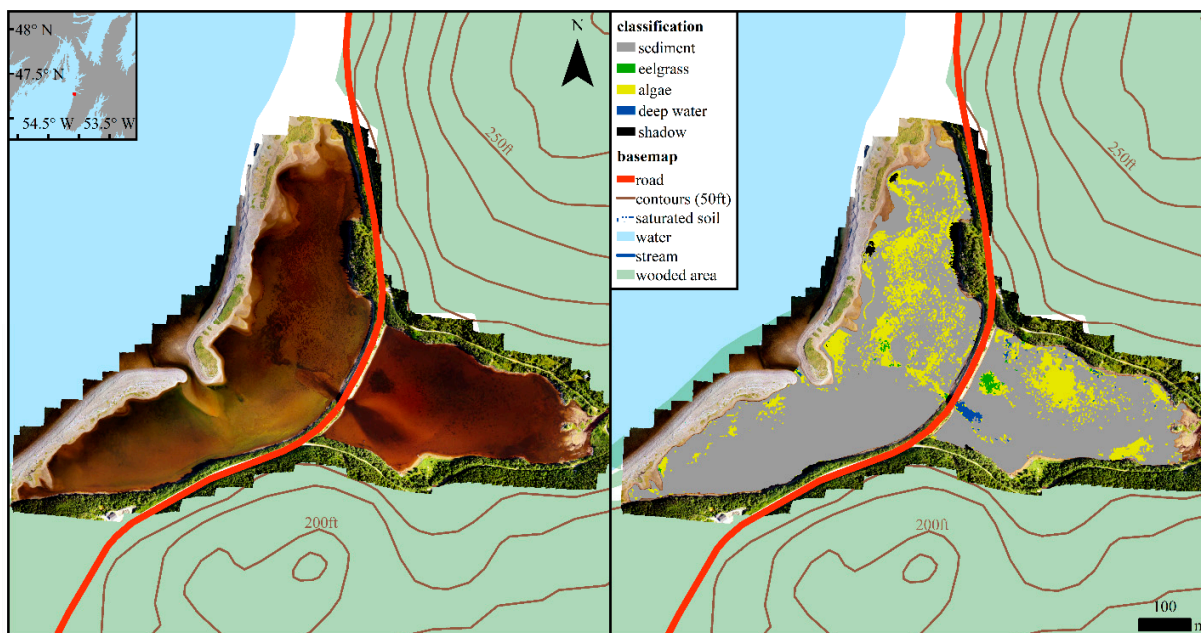 48° N
47.5° N
54.5° W 53.5° W
N
250ft
200ft
classification
sediment
eelgrass
algae
deep water
shadow
basemap
road
contours (50ft)
saturated soil
water
stream
wooded area
250ft
200ft
100
m